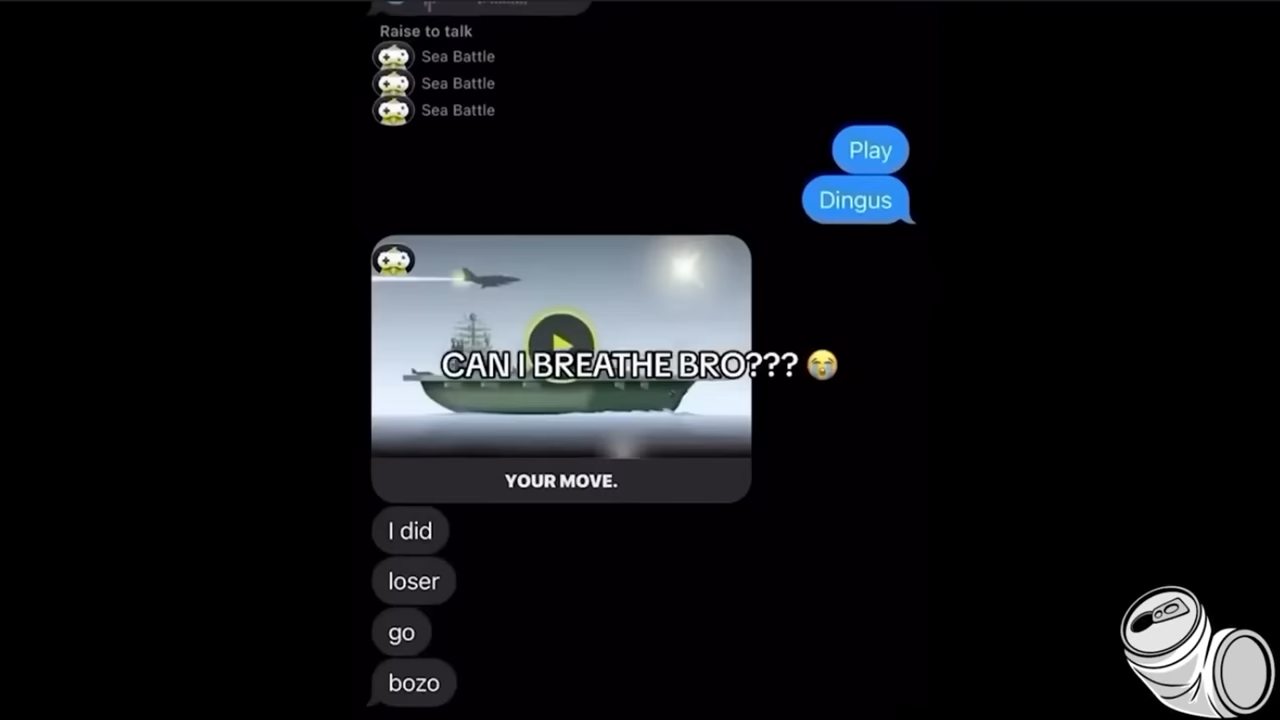 Raise to talk
Sea Battle
Sea Battle
Sea Battle
Play
Dingus
CAN I BREATHE BRO??? 😭
YOUR MOVE.
I did
loser
go
bozo